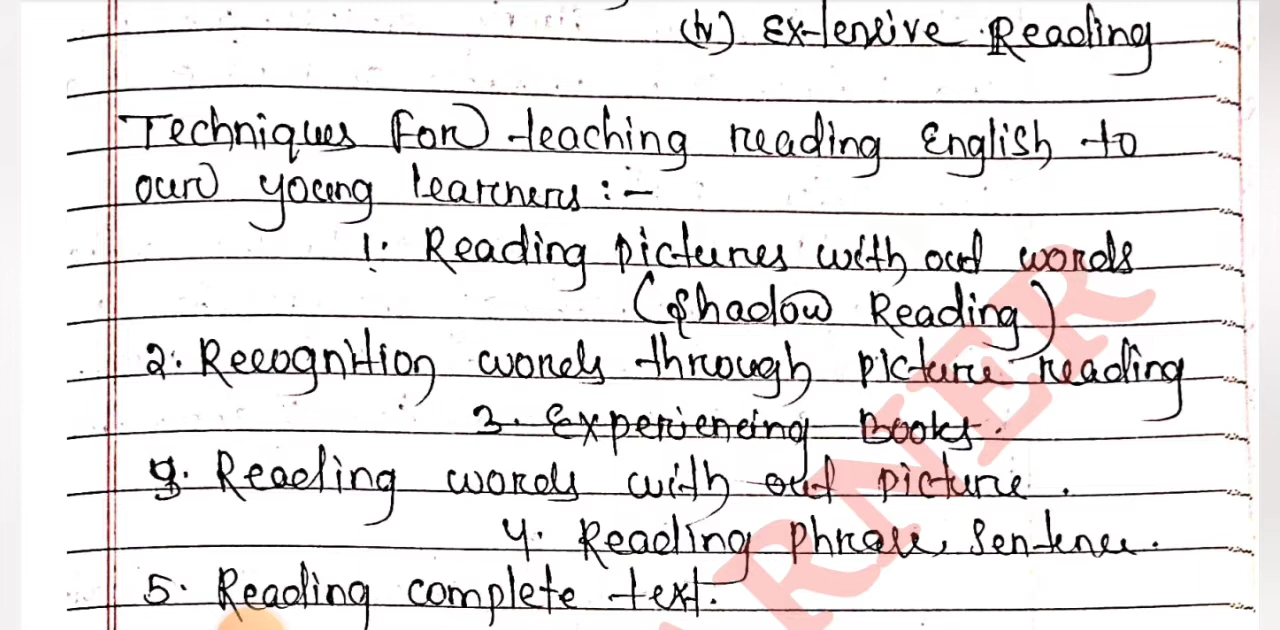 (iv) Extensive Reading
Techniques for teaching reading English to
our young learners :-
1. Reading pictures with out words
(Shadow Reading)
2. Recognition words through picture reading
3. Experiencing Books.
9. Reading words with out picture.
4. Reading phrase, sentence.
5. Reading complete text.